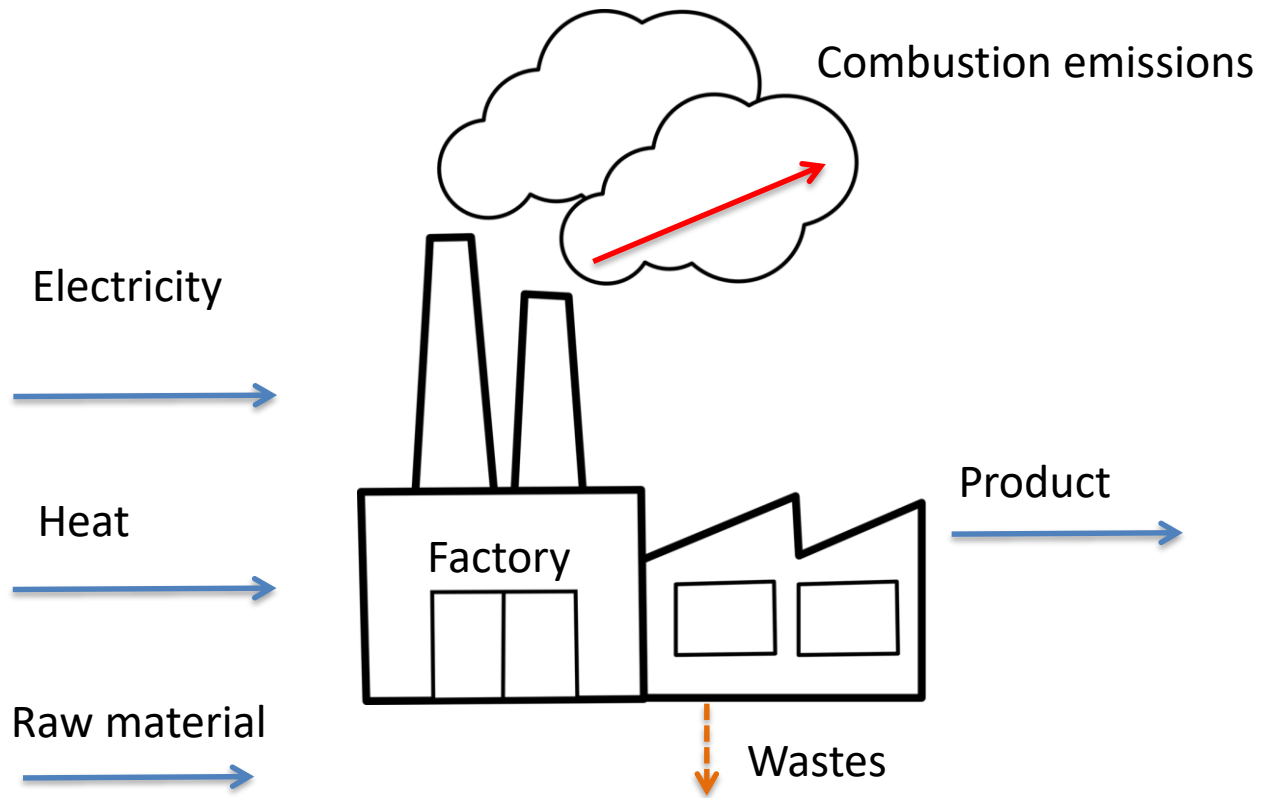 Combustion emissions
Electricity
Product
Heat
Factory
Raw material
Wastes